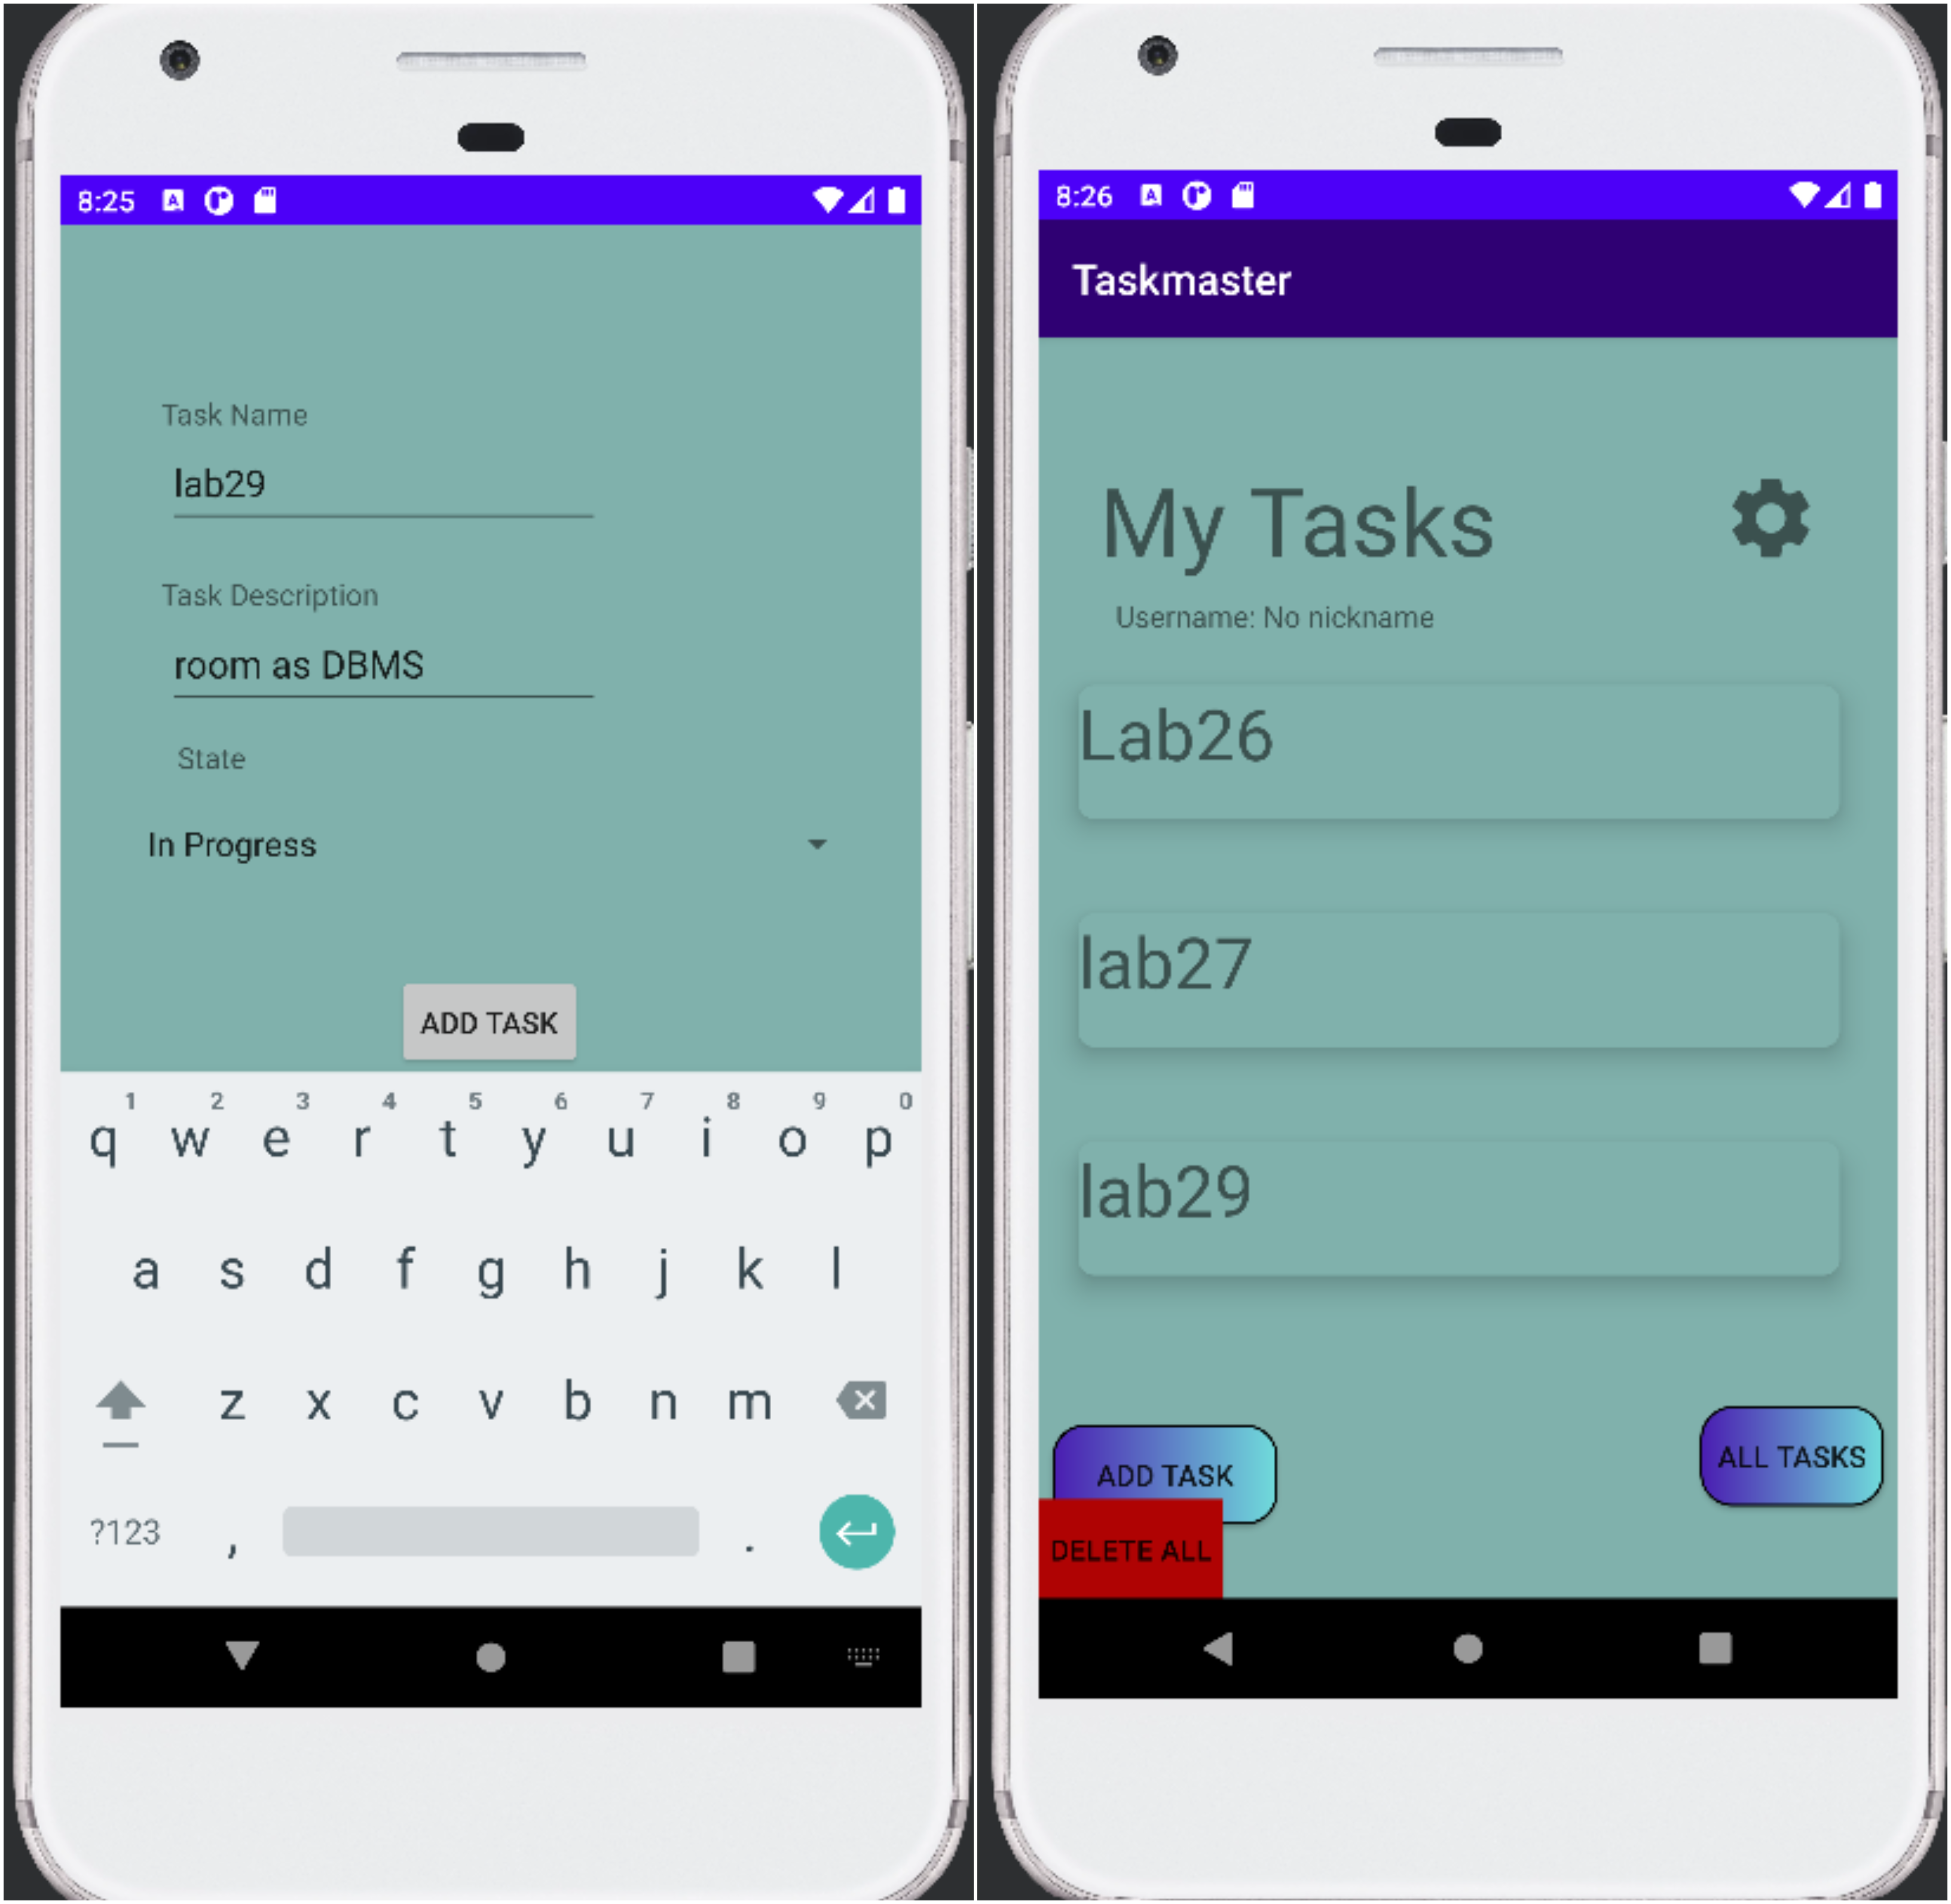 8:25
Task Name
lab29
Task Description
room as DBMS
State
In Progress
ADD TASK
1 2 3 4 5 6 7 8 9 0
q w e r t y u i o p
a s d f g h j k l
z x c v b n m
?123 , .
8:26
Taskmaster
My Tasks
Username: No nickname
Lab26
lab27
lab29
ADD TASK
ALL TASKS
DELETE ALL